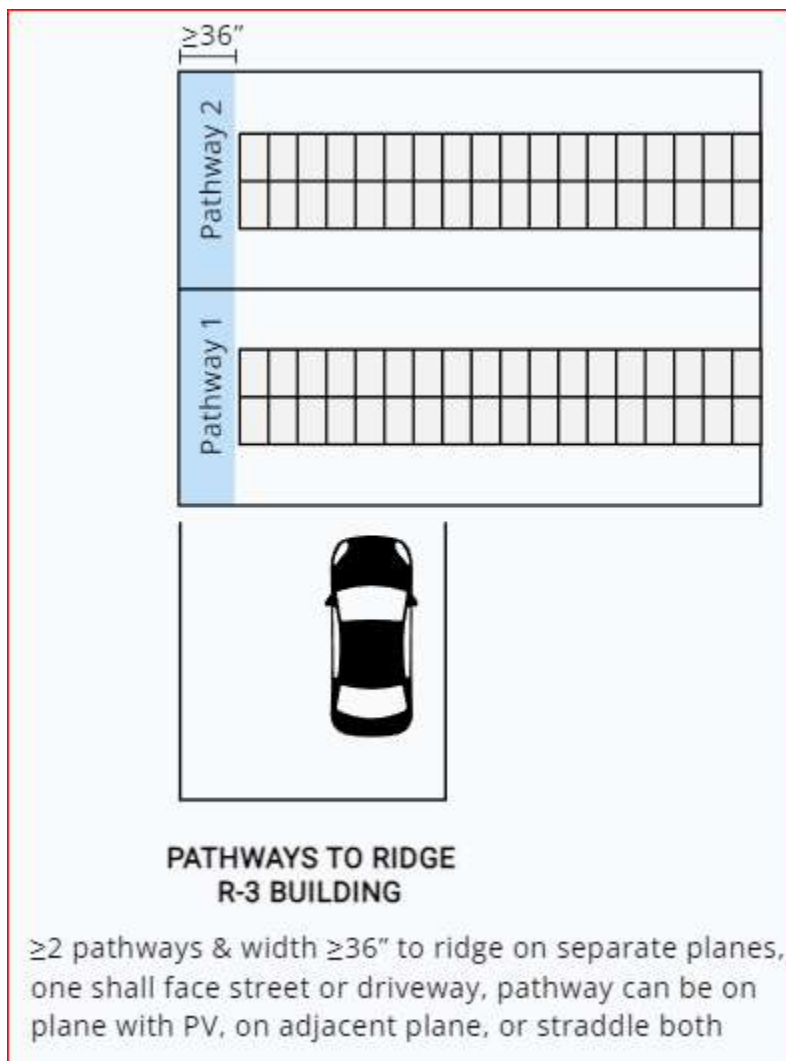 ≥36”
Pathway 2
Pathway 1
PATHWAYS TO RIDGE
R-3 BUILDING
≥2 pathways & width ≥36” to ridge on separate planes,
one shall face street or driveway, pathway can be on
plane with PV, on adjacent plane, or straddle both